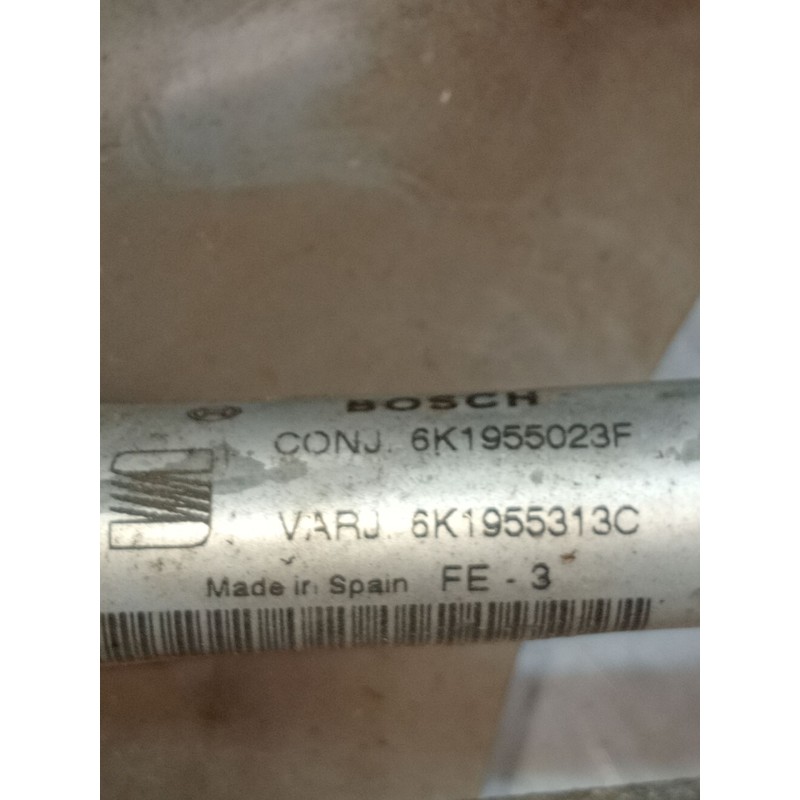 BOSCH
CONJ. 6K1955023F
VARJ. 6K1955313C
Made in Spain FE - 3